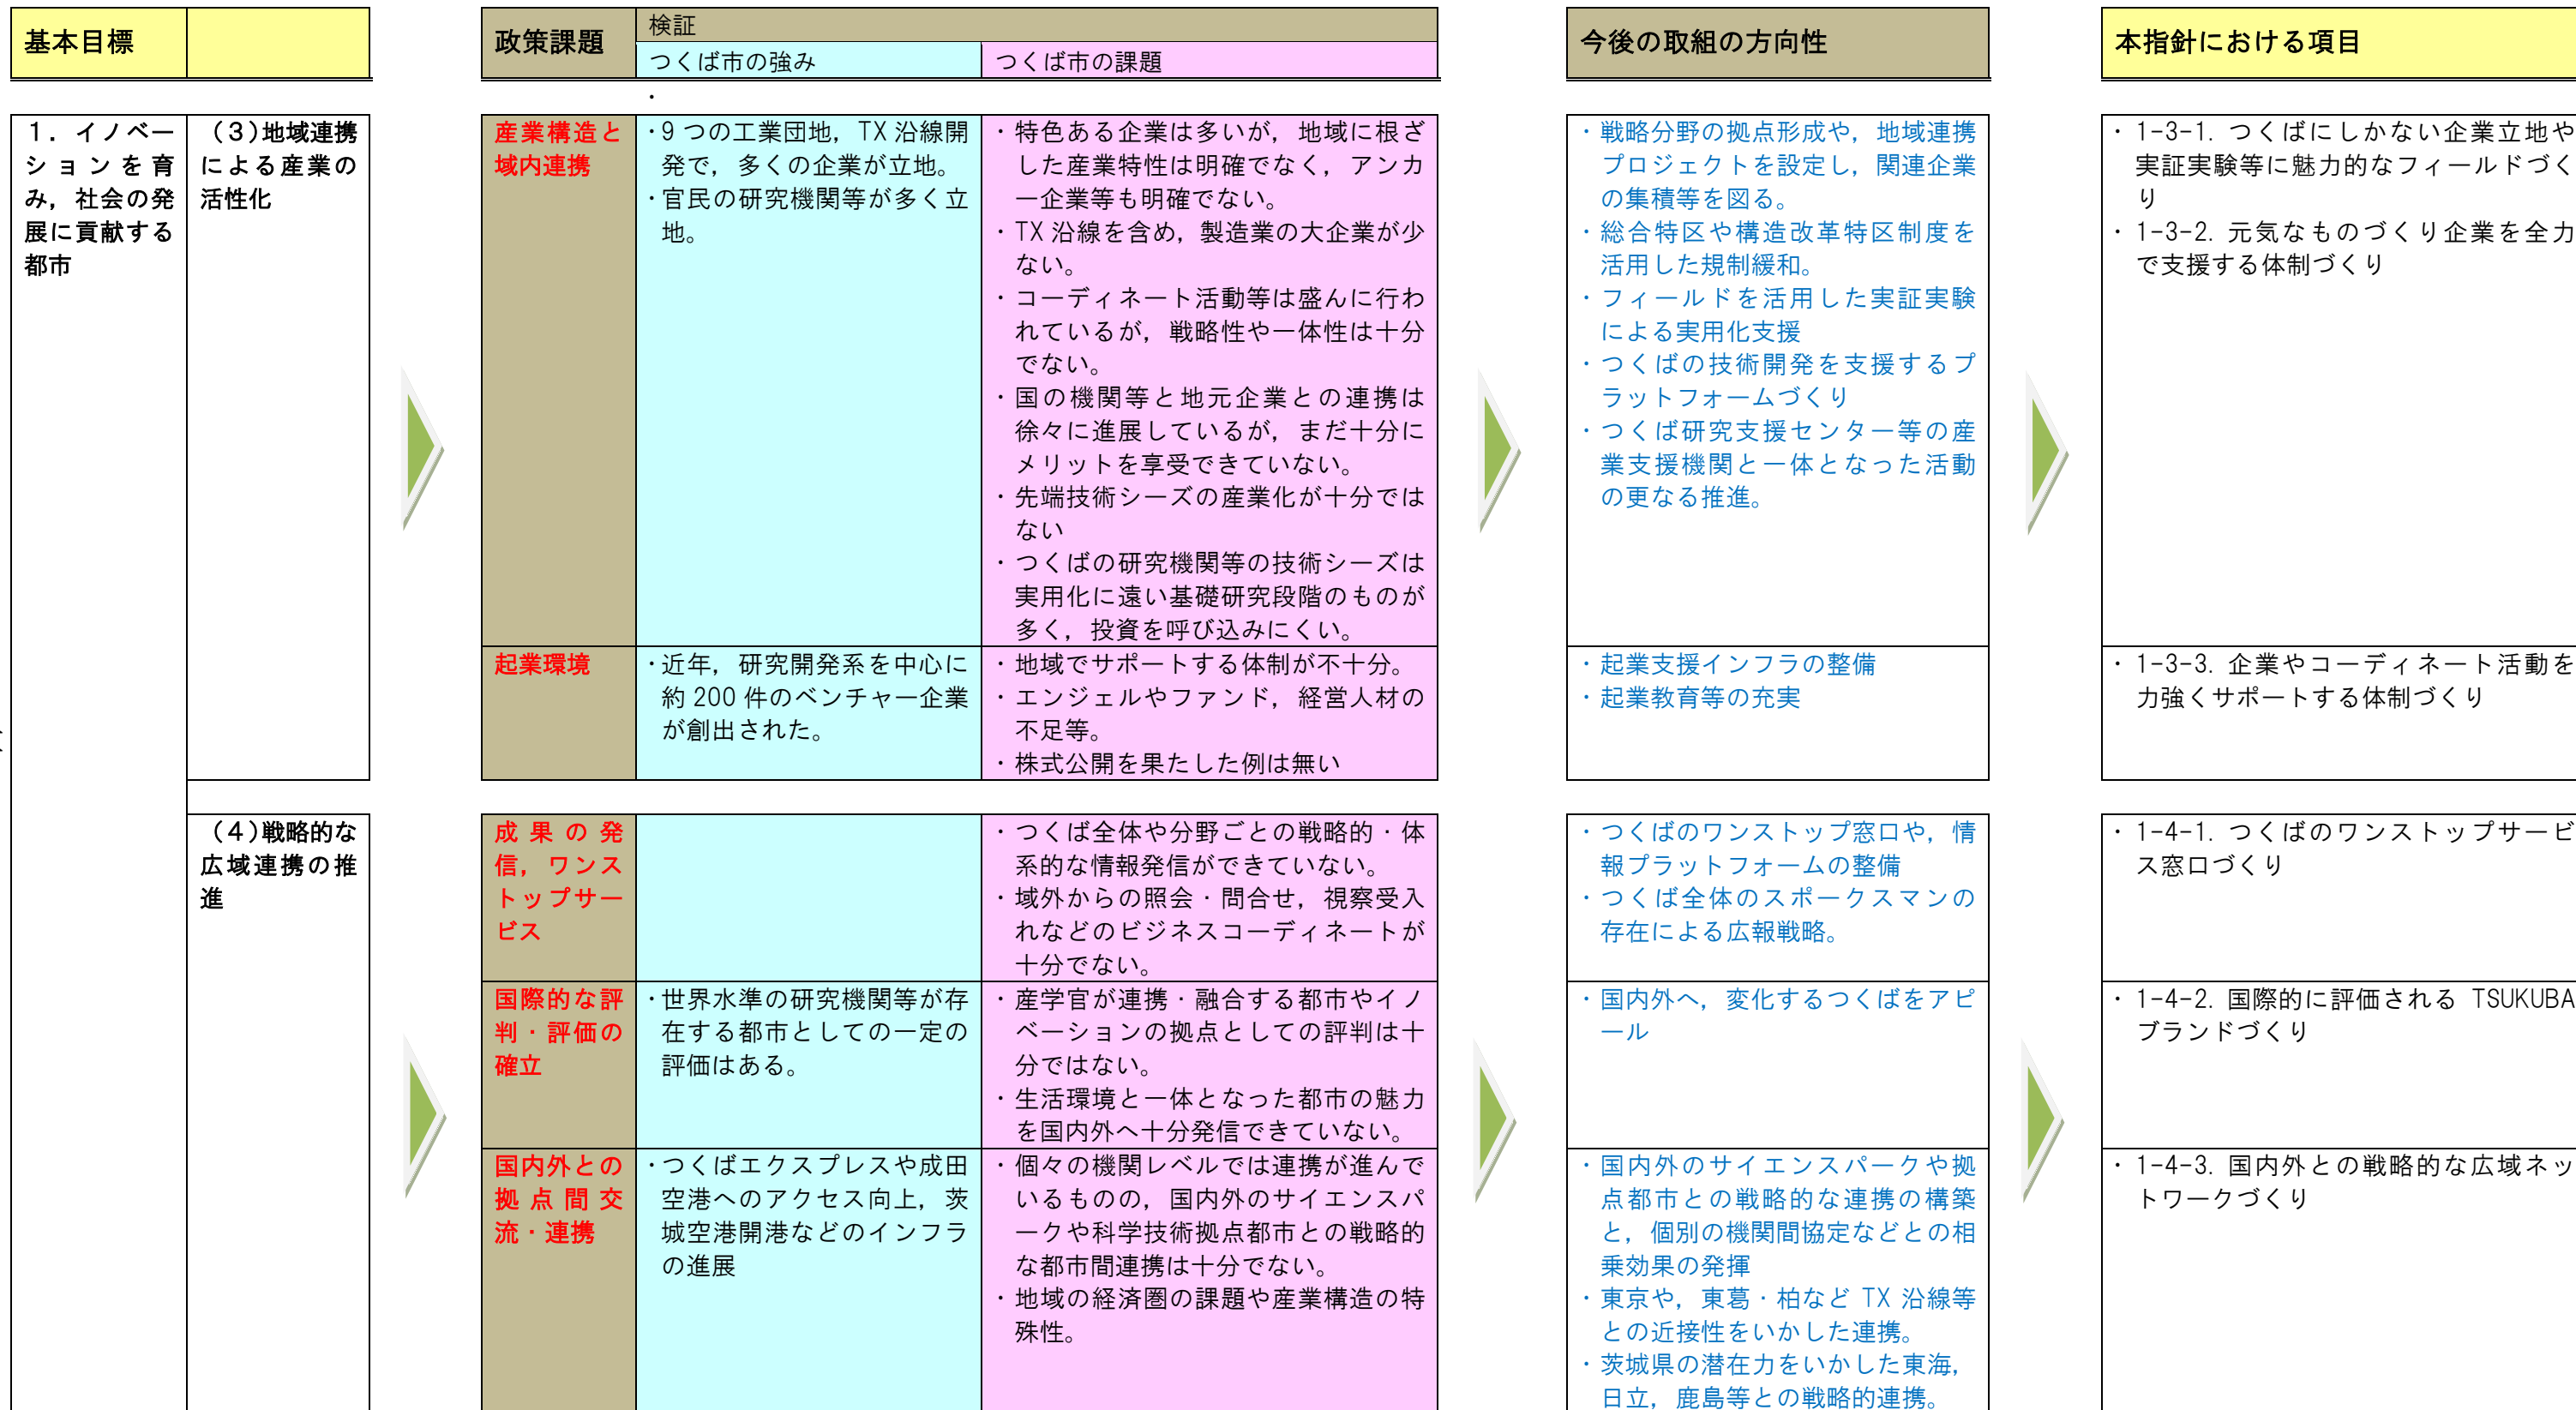 基本目標
政策課題
検証
つくば市の強み
つくば市の課題
今後の取組の方向性
本指針における項目
・
1．イノベー
ションを育
み，社会の発
展に貢献する
都市
（3）地域連携
による産業の
活性化
産業構造と
域内連携
・9 つの工業団地，TX 沿線開
発で，多くの企業が立地。
・官民の研究機関等が多く立
地。
・特色ある企業は多いが，地域に根ざ
した産業特性は明確でなく，アンカ
ー企業等も明確でない。
・TX 沿線を含め，製造業の大企業が少
ない。
・コーディネート活動等は盛んに行わ
れているが，戦略性や一体性は十分
でない。
・国の機関等と地元企業との連携は
徐々に進展しているが，まだ十分に
メリットを享受できていない。
・先端技術シーズの産業化が十分では
ない
・つくばの研究機関等の技術シーズは
実用化に遠い基礎研究段階のものが
多く，投資を呼び込みにくい。
・戦略分野の拠点形成や，地域連携
プロジェクトを設定し，関連企業
の集積等を図る。
・総合特区や構造改革特区制度を
活用した規制緩和。
・フィールドを活用した実証実験
による実用化支援
・つくばの技術開発を支援するプ
ラットフォームづくり
・つくば研究支援センター等の産
業支援機関と一体となった活動
の更なる推進。
・1-3-1. つくばにしかない企業立地や
実証実験等に魅力的なフィールドづく
り
・1-3-2. 元気なものづくり企業を全力
で支援する体制づくり
起業環境
・近年，研究開発系を中心に
約 200 件のベンチャー企業
が創出された。
・地域でサポートする体制が不十分。
・エンジェルやファンド，経営人材の
不足等。
・株式公開を果たした例は無い
・起業支援インフラの整備
・起業教育等の充実
・1-3-3. 企業やコーディネート活動を
力強くサポートする体制づくり
（4）戦略的な
広域連携の推
進
成果の発
信，ワンス
トップサー
ビス
・つくば全体や分野ごとの戦略的・体
系的な情報発信ができていない。
・域外からの照会・問合せ，視察受入
れなどのビジネスコーディネートが
十分でない。
・つくばのワンストップ窓口や，情
報プラットフォームの整備
・つくば全体のスポークスマンの
存在による広報戦略。
・1-4-1. つくばのワンストップサービ
ス窓口づくり
国際的な評
判・評価の
確立
・世界水準の研究機関等が存
在する都市としての一定の
評価はある。
・産学官が連携・融合する都市やイノ
ベーションの拠点としての評判は十
分ではない。
・生活環境と一体となった都市の魅力
を国内外へ十分発信できていない。
・国内外へ，変化するつくばをアピ
ール
・1-4-2. 国際的に評価される TSUKUBA
ブランドづくり
国内外との
拠点間交
流・連携
・つくばエクスプレスや成田
空港へのアクセス向上，茨
城空港開港などのインフラ
の進展
・個々の機関レベルでは連携が進んで
いるものの，国内外のサイエンスパ
ークや科学技術拠点都市との戦略的
な都市間連携は十分でない。
・地域の経済圏の課題や産業構造の特
殊性。
・国内外のサイエンスパークや拠
点都市との戦略的な連携の構築
と，個別の機関間協定などとの相
乗効果の発揮
・東京や，東葛・柏など TX 沿線等
との近接性をいかした連携。
・茨城県の潜在力をいかした東海，
日立，鹿島等との戦略的連携。
・1-4-3. 国内外との戦略的な広域ネッ
トワークづくり